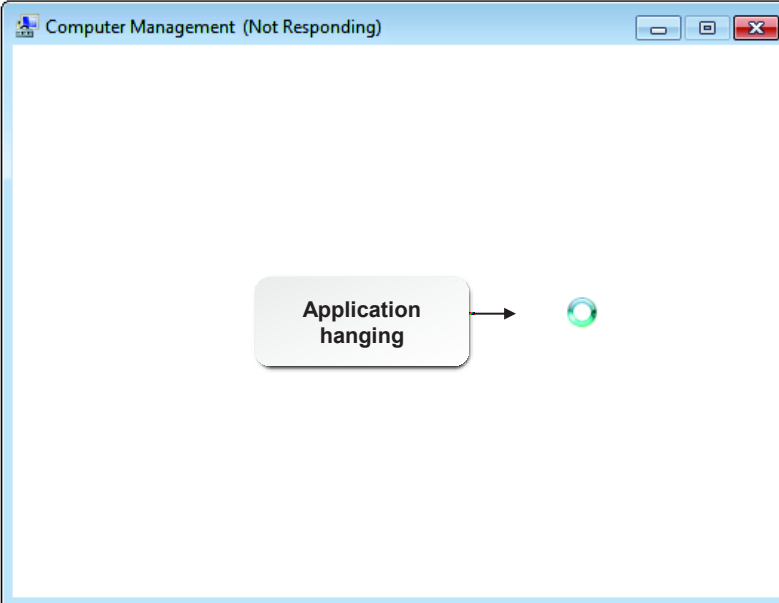 Computer Management (Not Responding)
Application
hanging